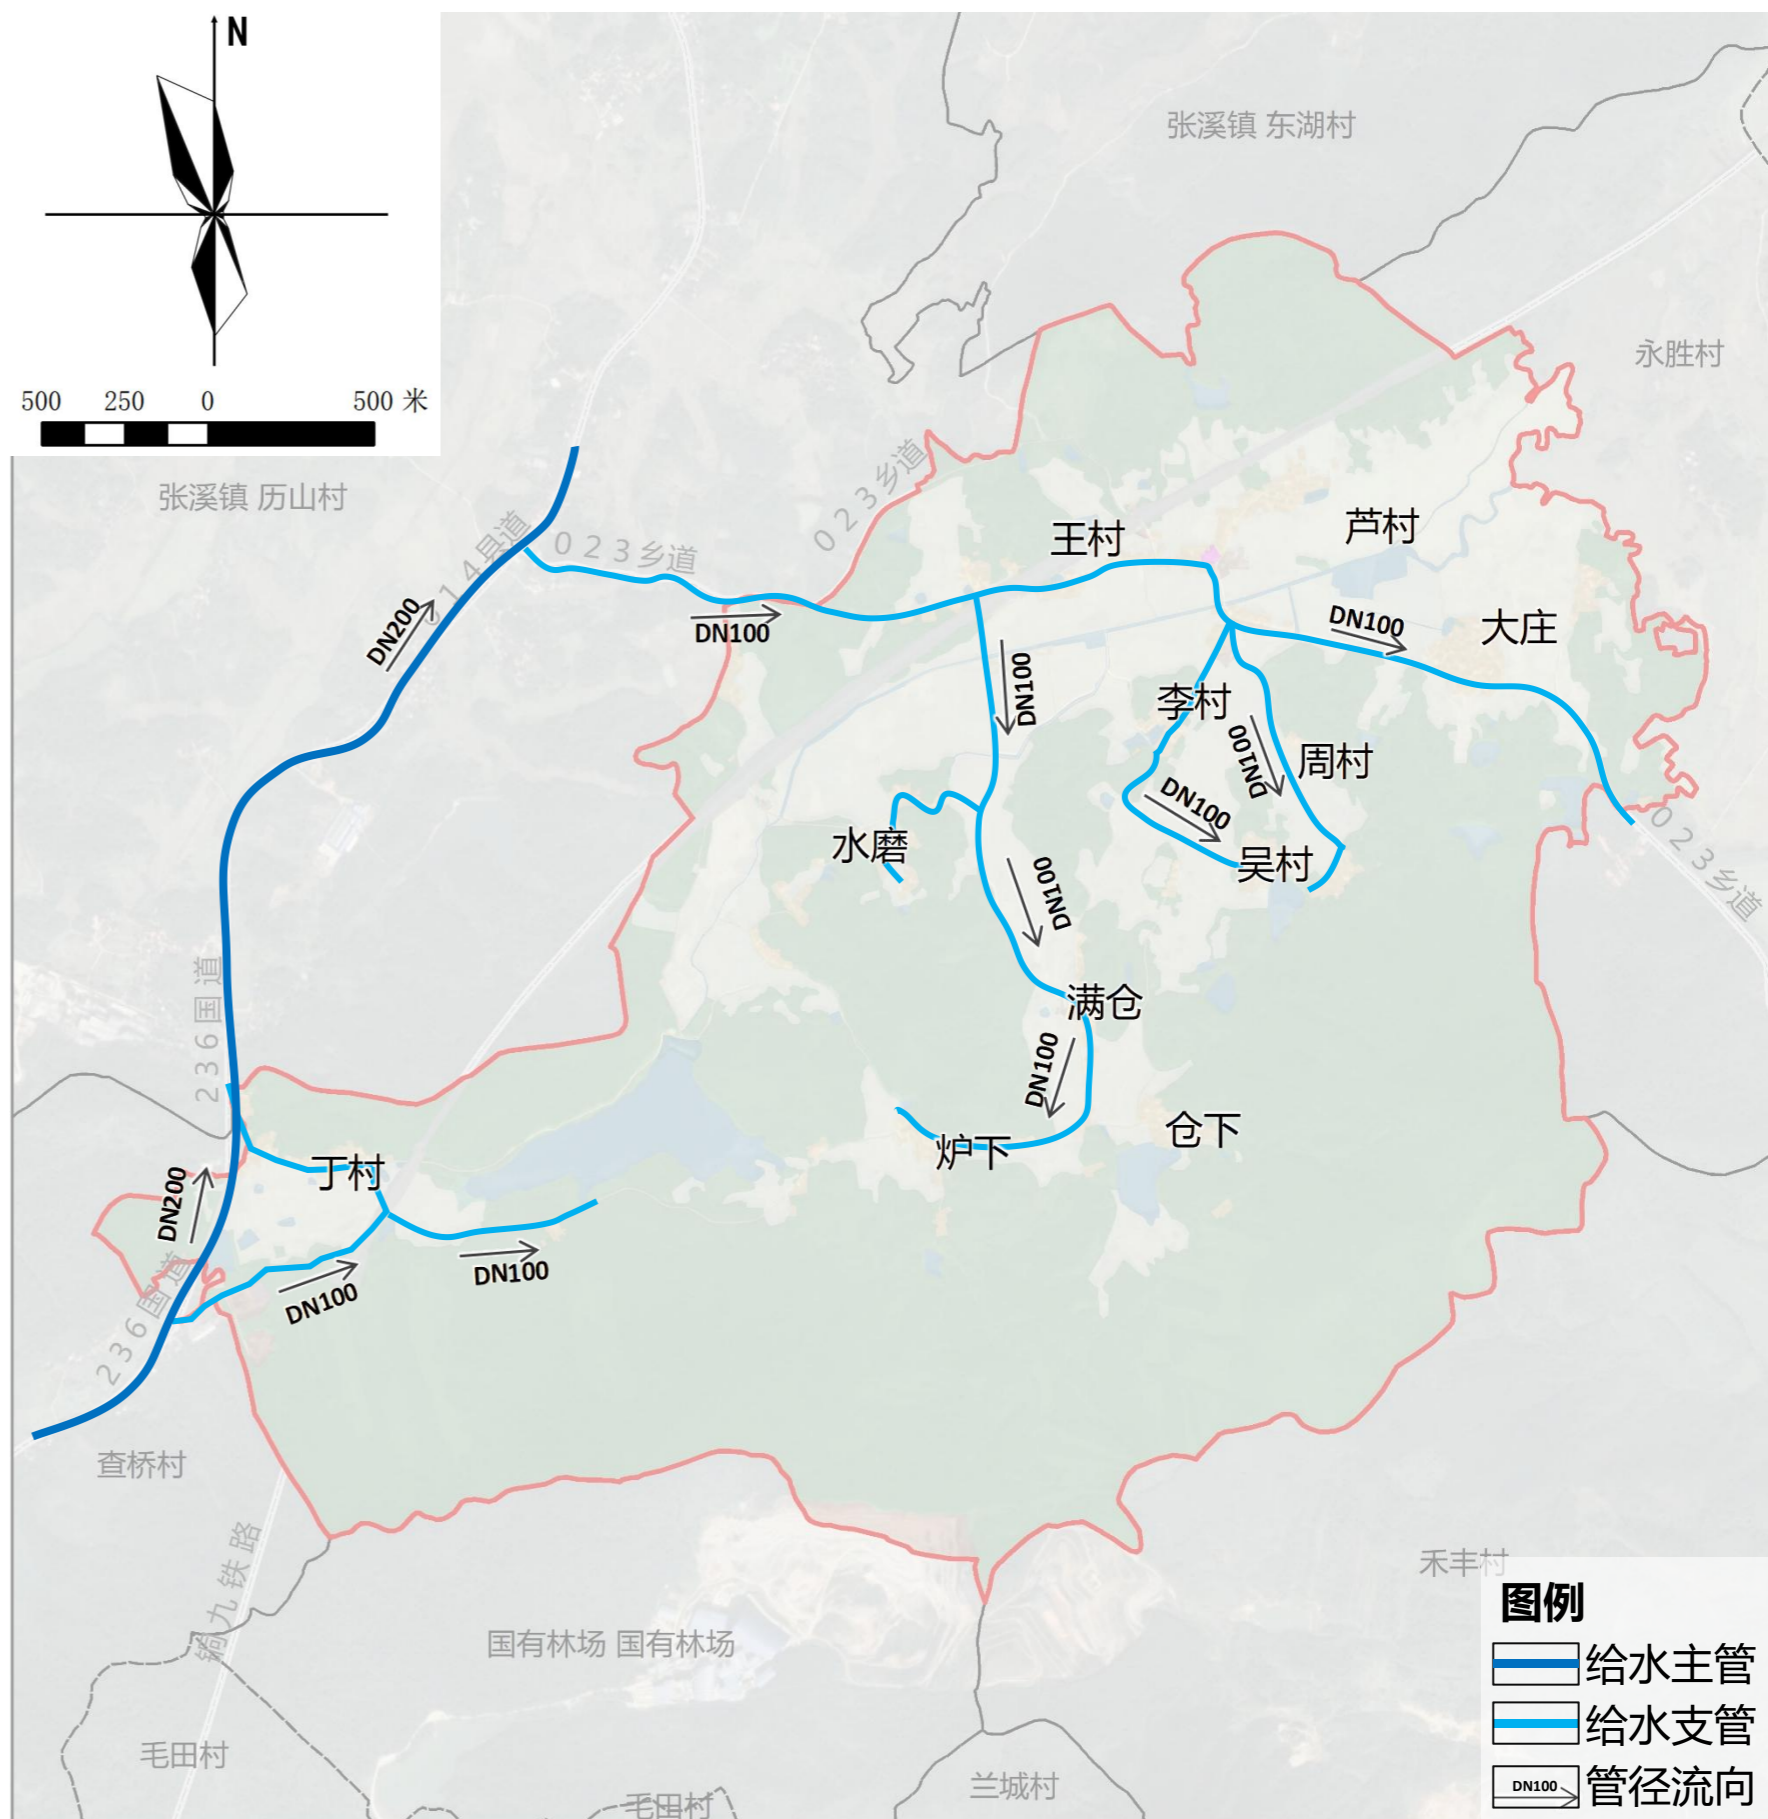 N
500 250 0 500 米
张溪镇 东湖村
永胜村
张溪镇 历山村
023乡道
023乡道
014县道
王村
芦村
大庄
DN200
DN100
DN100
DN100
李村
DN100
周村
DN100
水磨
吴村
023乡道
DN100
236国道
满仓
DN100
仓下
炉下
丁村
DN200
DN100
DN100
236国道
查桥村
铜九铁路
禾丰村
国有林场 国有林场
毛田村
毛田村
兰城村
图例
给水主管
给水支管
DN100 管径流向